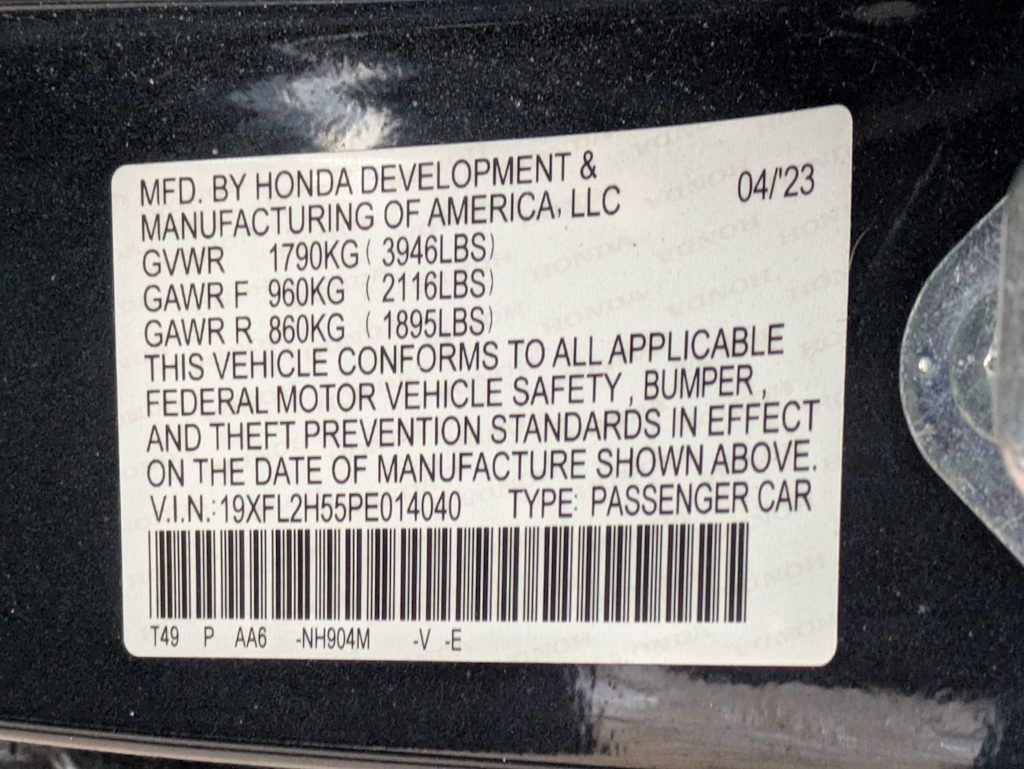 MFD. BY HONDA DEVELOPMENT &
MANUFACTURING OF AMERICA, LLC 04/'23
GVWR 1790KG ( 3946LBS)
GAWR F 960KG ( 2116LBS)
GAWR R 860KG ( 1895LBS)
THIS VEHICLE CONFORMS TO ALL APPLICABLE
FEDERAL MOTOR VEHICLE SAFETY , BUMPER ,
AND THEFT PREVENTION STANDARDS IN EFFECT
ON THE DATE OF MANUFACTURE SHOWN ABOVE.
V.I.N.: 19XFL2H55PE014040 TYPE: PASSENGER CAR
T49 P AA6 -NH904M -V -E